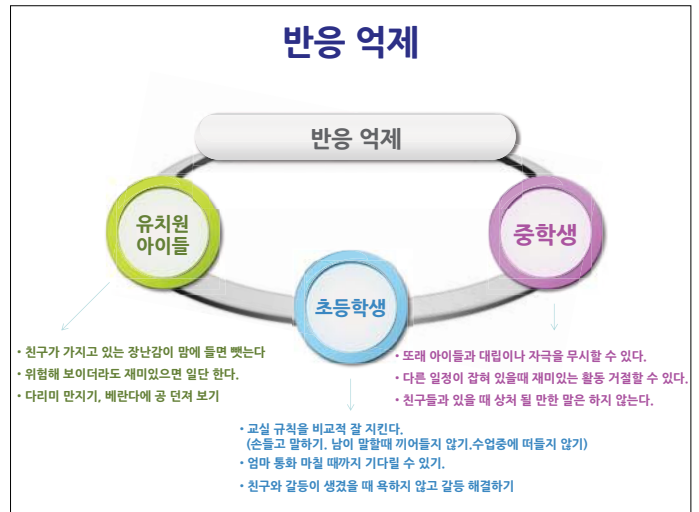 반응 억제
반응 억제
유치원
아이들
초등학생
중학생
• 친구가 가지고 있는 장난감이 맘에 들면 뺏는다
• 위험해 보이더라도 재미있으면 일단 한다.
• 다리미 만지기, 베란다에 공 던져 보기
• 교실 규칙을 비교적 잘 지킨다.
(손들고 말하기. 남이 말할때 끼어들지 않기.수업중에 떠들지 않기)
• 엄마 통화 마칠 때까지 기다릴 수 있기.
• 친구와 갈등이 생겼을 때 욕하지 않고 갈등 해결하기
• 또래 아이들과 대립이나 자극을 무시할 수 있다.
• 다른 일정이 잡혀 있을때 재미있는 활동 거절할 수 있다.
• 친구들과 있을 때 상처 될 만한 말은 하지 않는다.